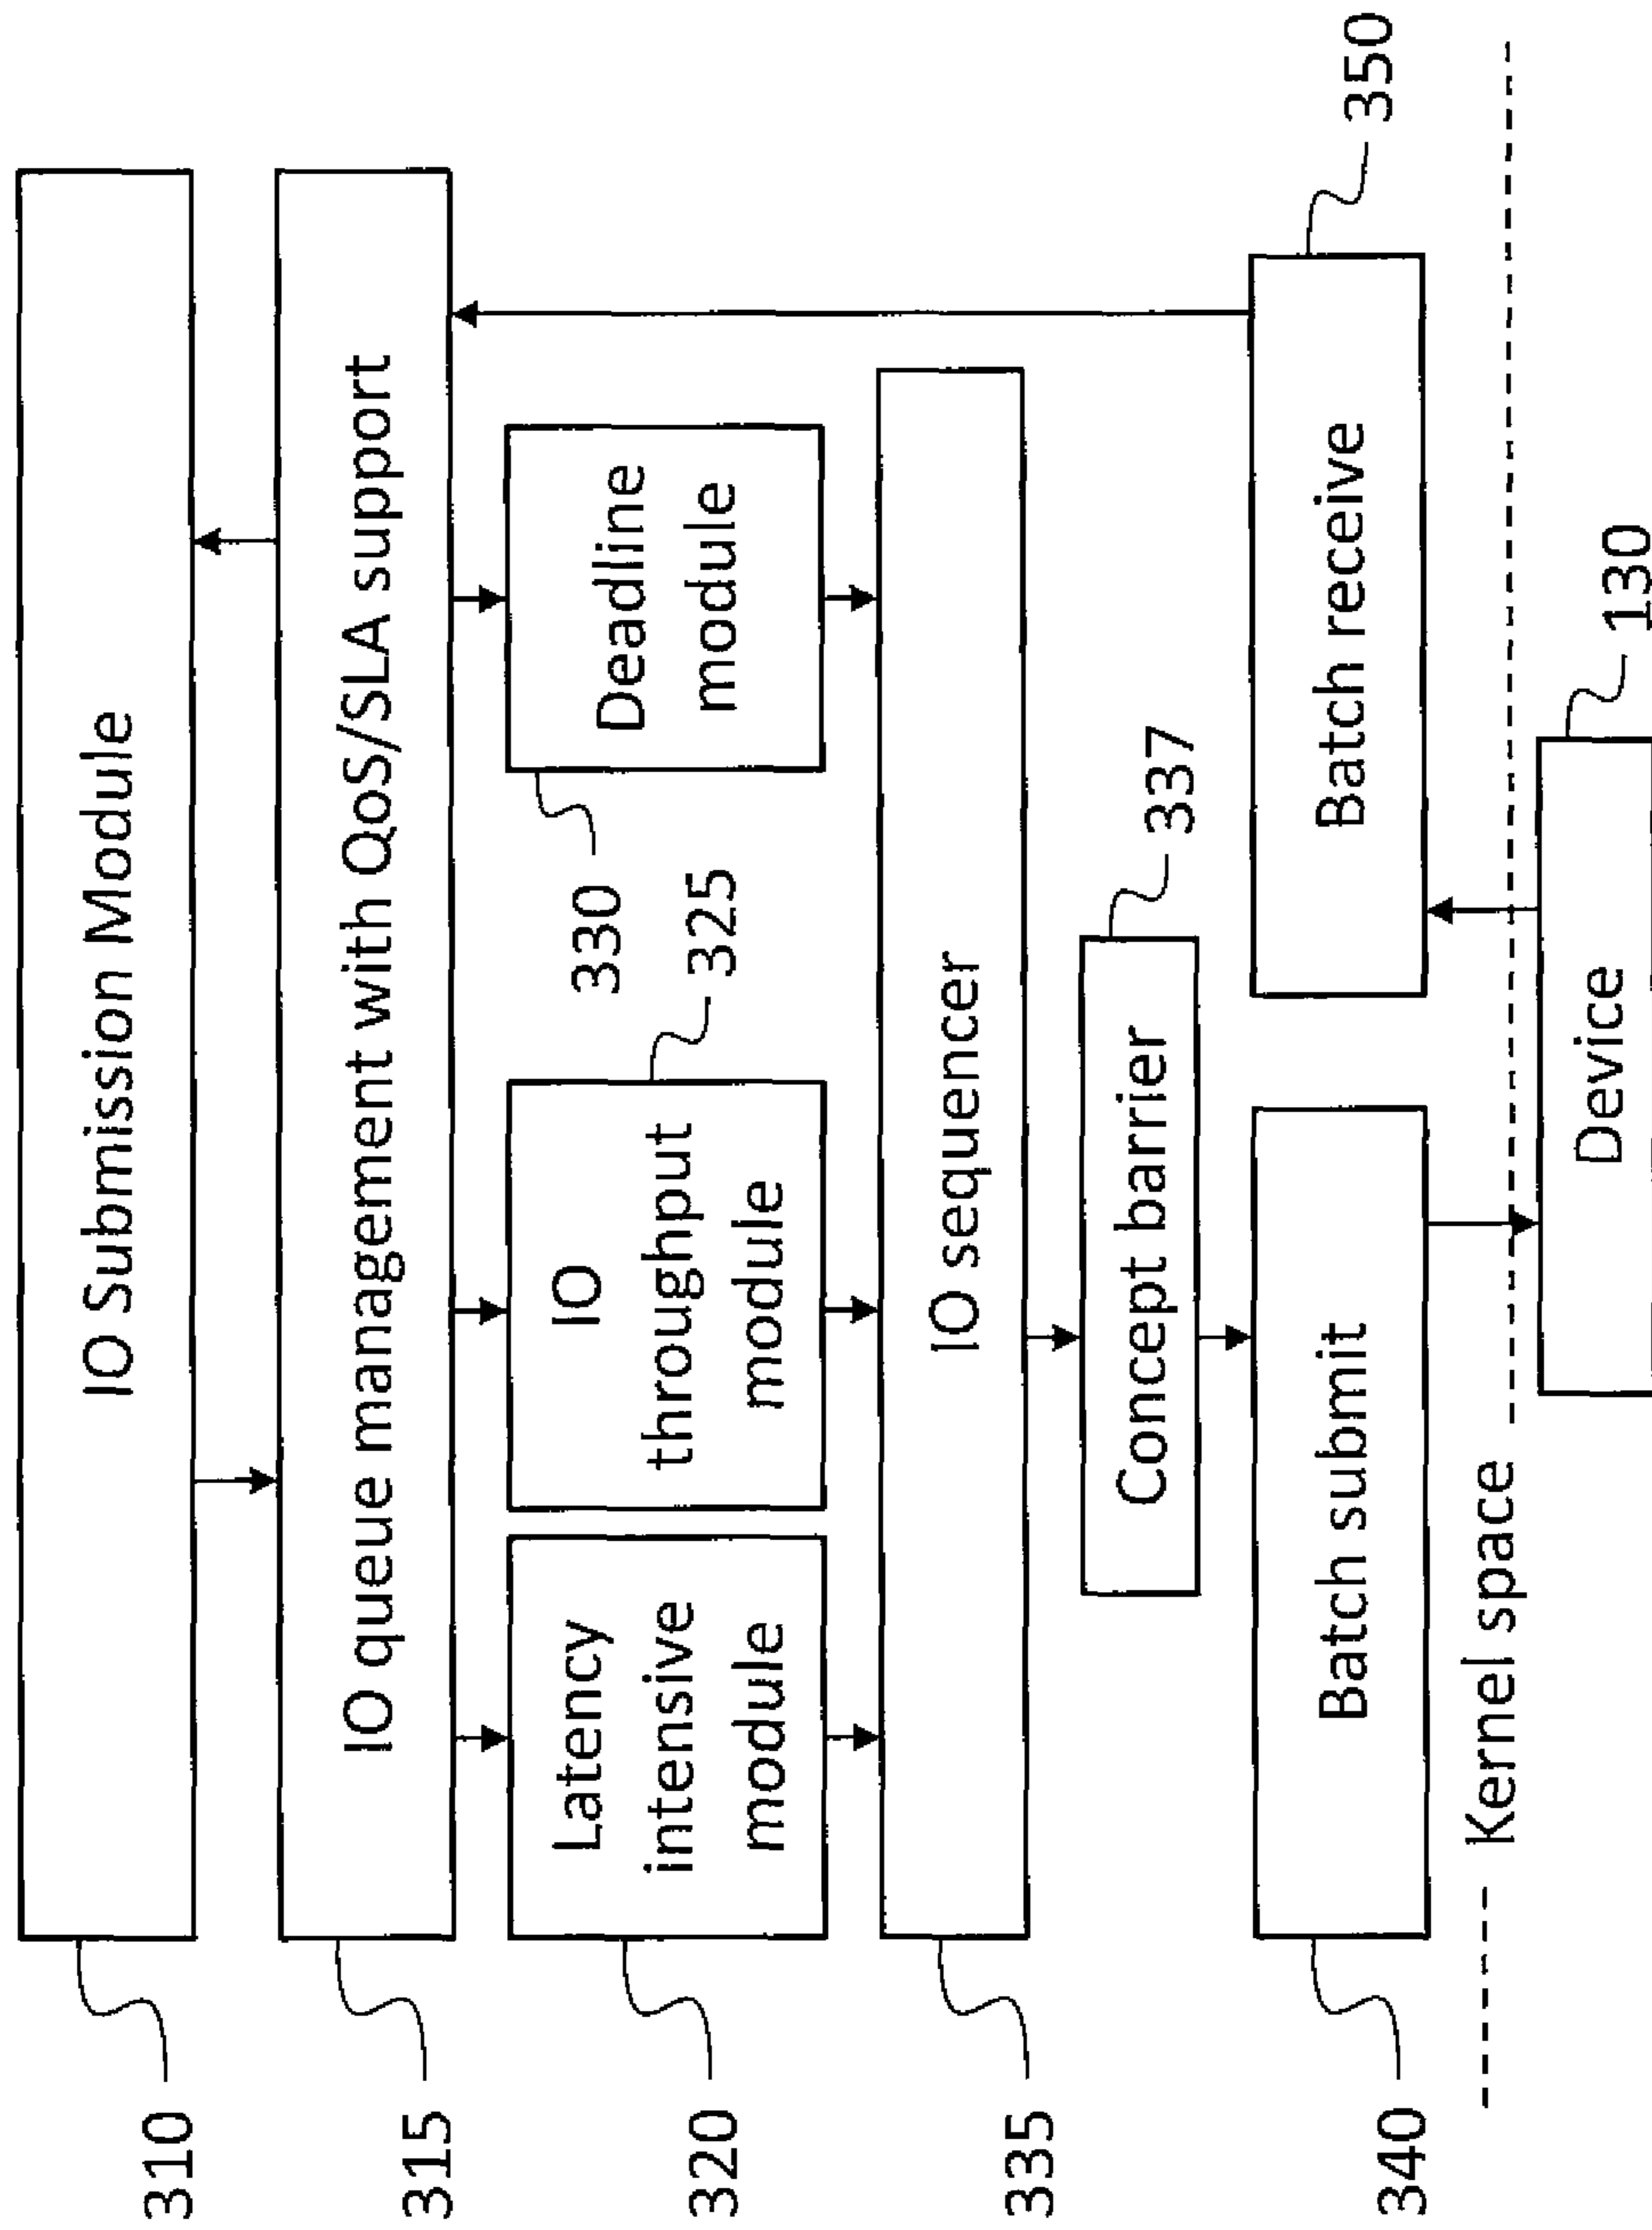 310
IO Submission Module
315
IO queue management with QoS/SLA support
320
Latency
intensive
module
IO
throughput
module
325
330
Deadline
module
335
IO sequencer
Concept barrier
337
340
Batch submit
Batch receive
350
Kernel space
Device
130